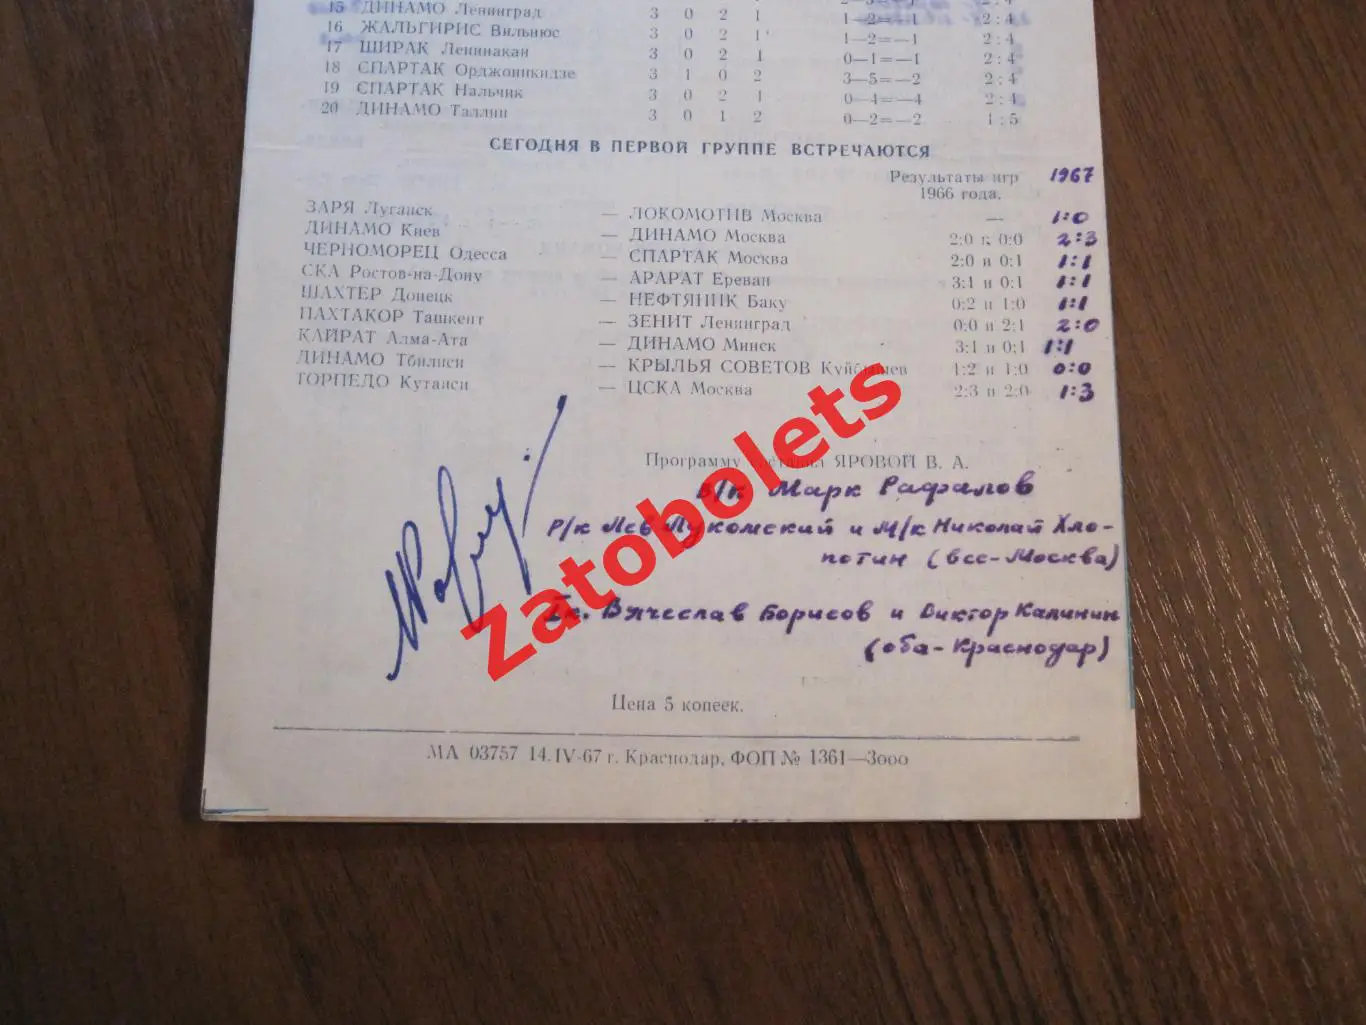 15 ДИНАМО Ленинград 3 0 2 1 2—3=—1 2:4
16 ЖАЛЬГИРИС Вильнюс 3 0 2 1 1—2=—1 2:4
17 ШИРАК Ленинакан 3 0 2 1 0—1=—1 2:4
18 СПАРТАК Орджоникидзе 3 1 0 2 3—5=—2 2:4
19 СПАРТАК Нальчик 3 0 2 1 0—4=—4 2:4
20 ДИНАМО Таллин 3 0 1 2 0—2=—2 1:5
СЕГОДНЯ В ПЕРВОЙ ГРУППЕ ВСТРЕЧАЮТСЯ
Результаты игр 1967
1966 года.
ЗАРЯ Луганск — ЛОКОМОТИВ Москва — 1:0
ДИНАМО Киев — ДИНАМО Москва 2:0 и 0:0 2:3
ЧЕРНОМОРЕЦ Одесса — СПАРТАК Москва 2:0 и 0:1 1:1
СКА Ростов-на-Дону — АРАРАТ Ереван 3:1 и 0:1 1:1
ШАХТЕР Донецк — НЕФТЯНИК Баку 0:2 и 1:0 1:1
ПАХТАКОР Ташкент — ЗЕНИТ Ленинград 0:0 и 2:1 2:0
КАЙРАТ Алма-Ата — ДИНАМО Минск 3:1 и 0:1 1:1
ДИНАМО Тбилиси — КРЫЛЬЯ СОВЕТОВ Куйбышев 1:2 и 1:0 0:0
ТОРПЕДО Кутаиси — ЦСКА Москва 2:3 и 2:0 1:3
Программу составил ЯРОВОЙ В. А.
в/к Марк Рафалов
Р/к Лев Лукомский и м/к Николай Хло-
потин (все-Москва)
Вячеслав Борисов и Виктор Калинин
(оба-Краснодар)
Zatobolets
Цена 5 копеек.
МА 03757 14.IV-67 г. Краснодар, ФОП № 1361—3000